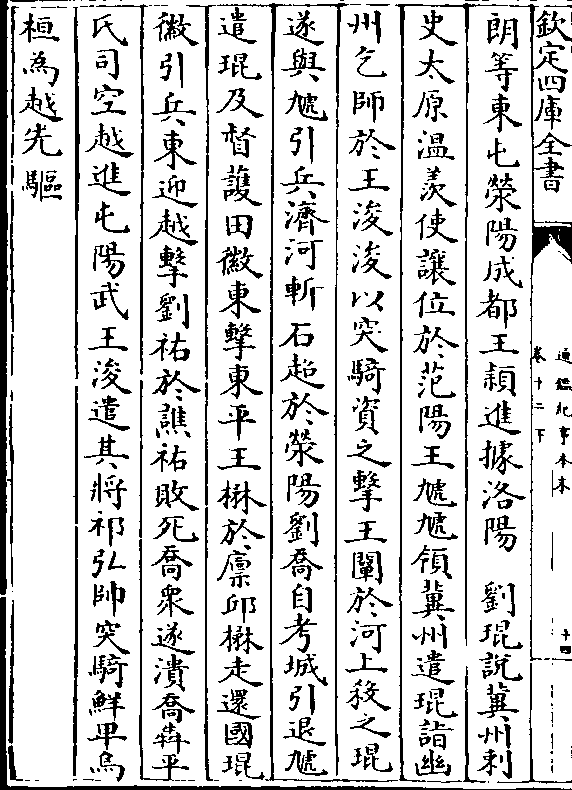 欽定四庫全書
通鑑紀事本末
卷十二下
十四
朗等東屯滎陽成都王穎進據洛陽　劉琨說冀州刺
史太原温羡使讓位於范陽王虓虓領冀州遣琨詣幽
州乞師於王浚浚以突騎資之擊王闡於河上殺之琨
遂與虓引兵濟河斬石超於滎陽劉喬自考城引退虓
遣琨及督護田徽東擊東平王楙於廪邱楙走還國琨
徽引兵東迎越擊劉祐於譙祐敗死喬衆遂潰喬奔平
氏司空越進屯陽武王浚遣其將祁弘帥突騎鮮卑烏
桓為越先驅